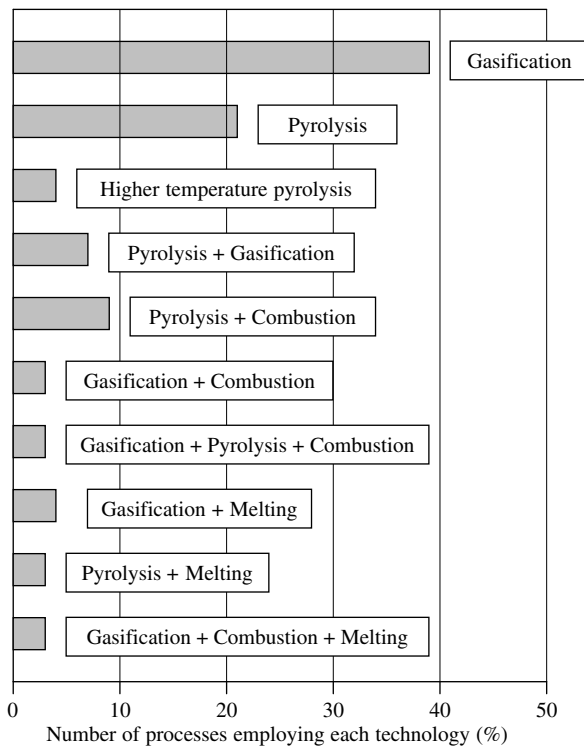 Gasification
Pyrolysis
Higher temperature pyrolysis
Pyrolysis + Gasification
Pyrolysis + Combustion
Gasification + Combustion
Gasification + Pyrolysis + Combustion
Gasification + Melting
Pyrolysis + Melting
Gasification + Combustion + Melting
0 10 20 30 40 50
Number of processes employing each technology (%)